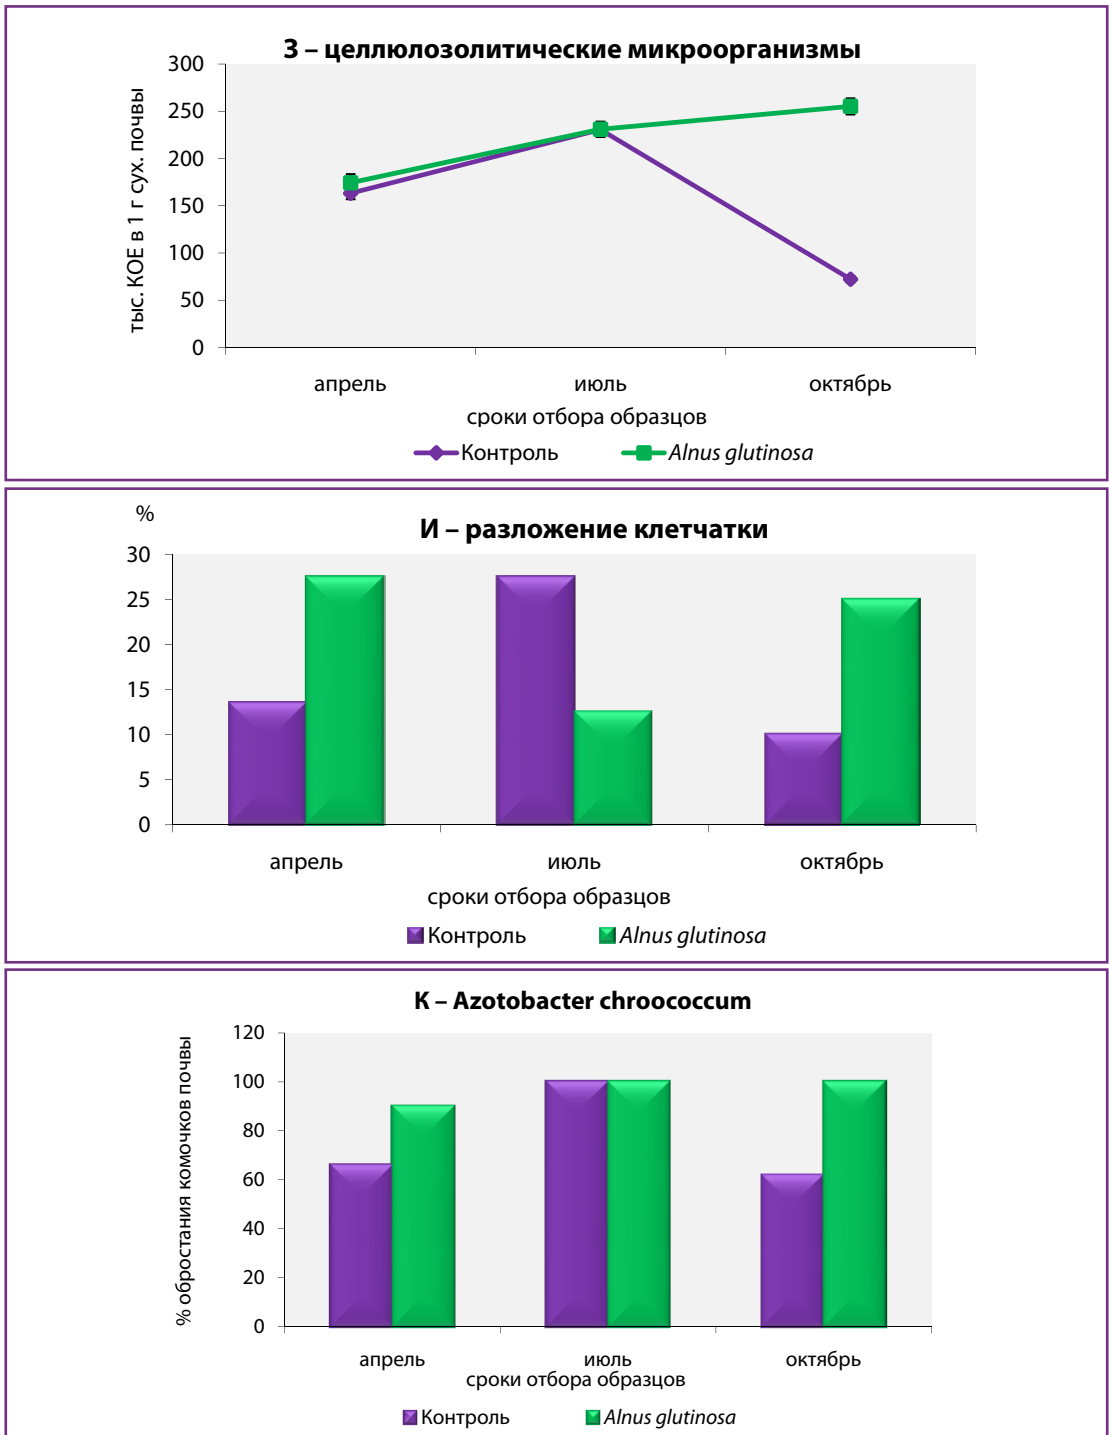 З – целлюлозолитические микроорганизмы
тыс. КОЕ в 1 г сух. почвы
300
250
200
150
100
50
0
апрель июль октябрь
сроки отбора образцов
Контроль Alnus glutinosa
%
И – разложение клетчатки
30
25
20
15
10
5
0
апрель июль октябрь
сроки отбора образцов
Контроль Alnus glutinosa
К – Azotobacter chroococcum
% обростания комочков почвы
120
100
80
60
40
20
0
апрель июль октябрь
сроки отбора образцов
Контроль Alnus glutinosa